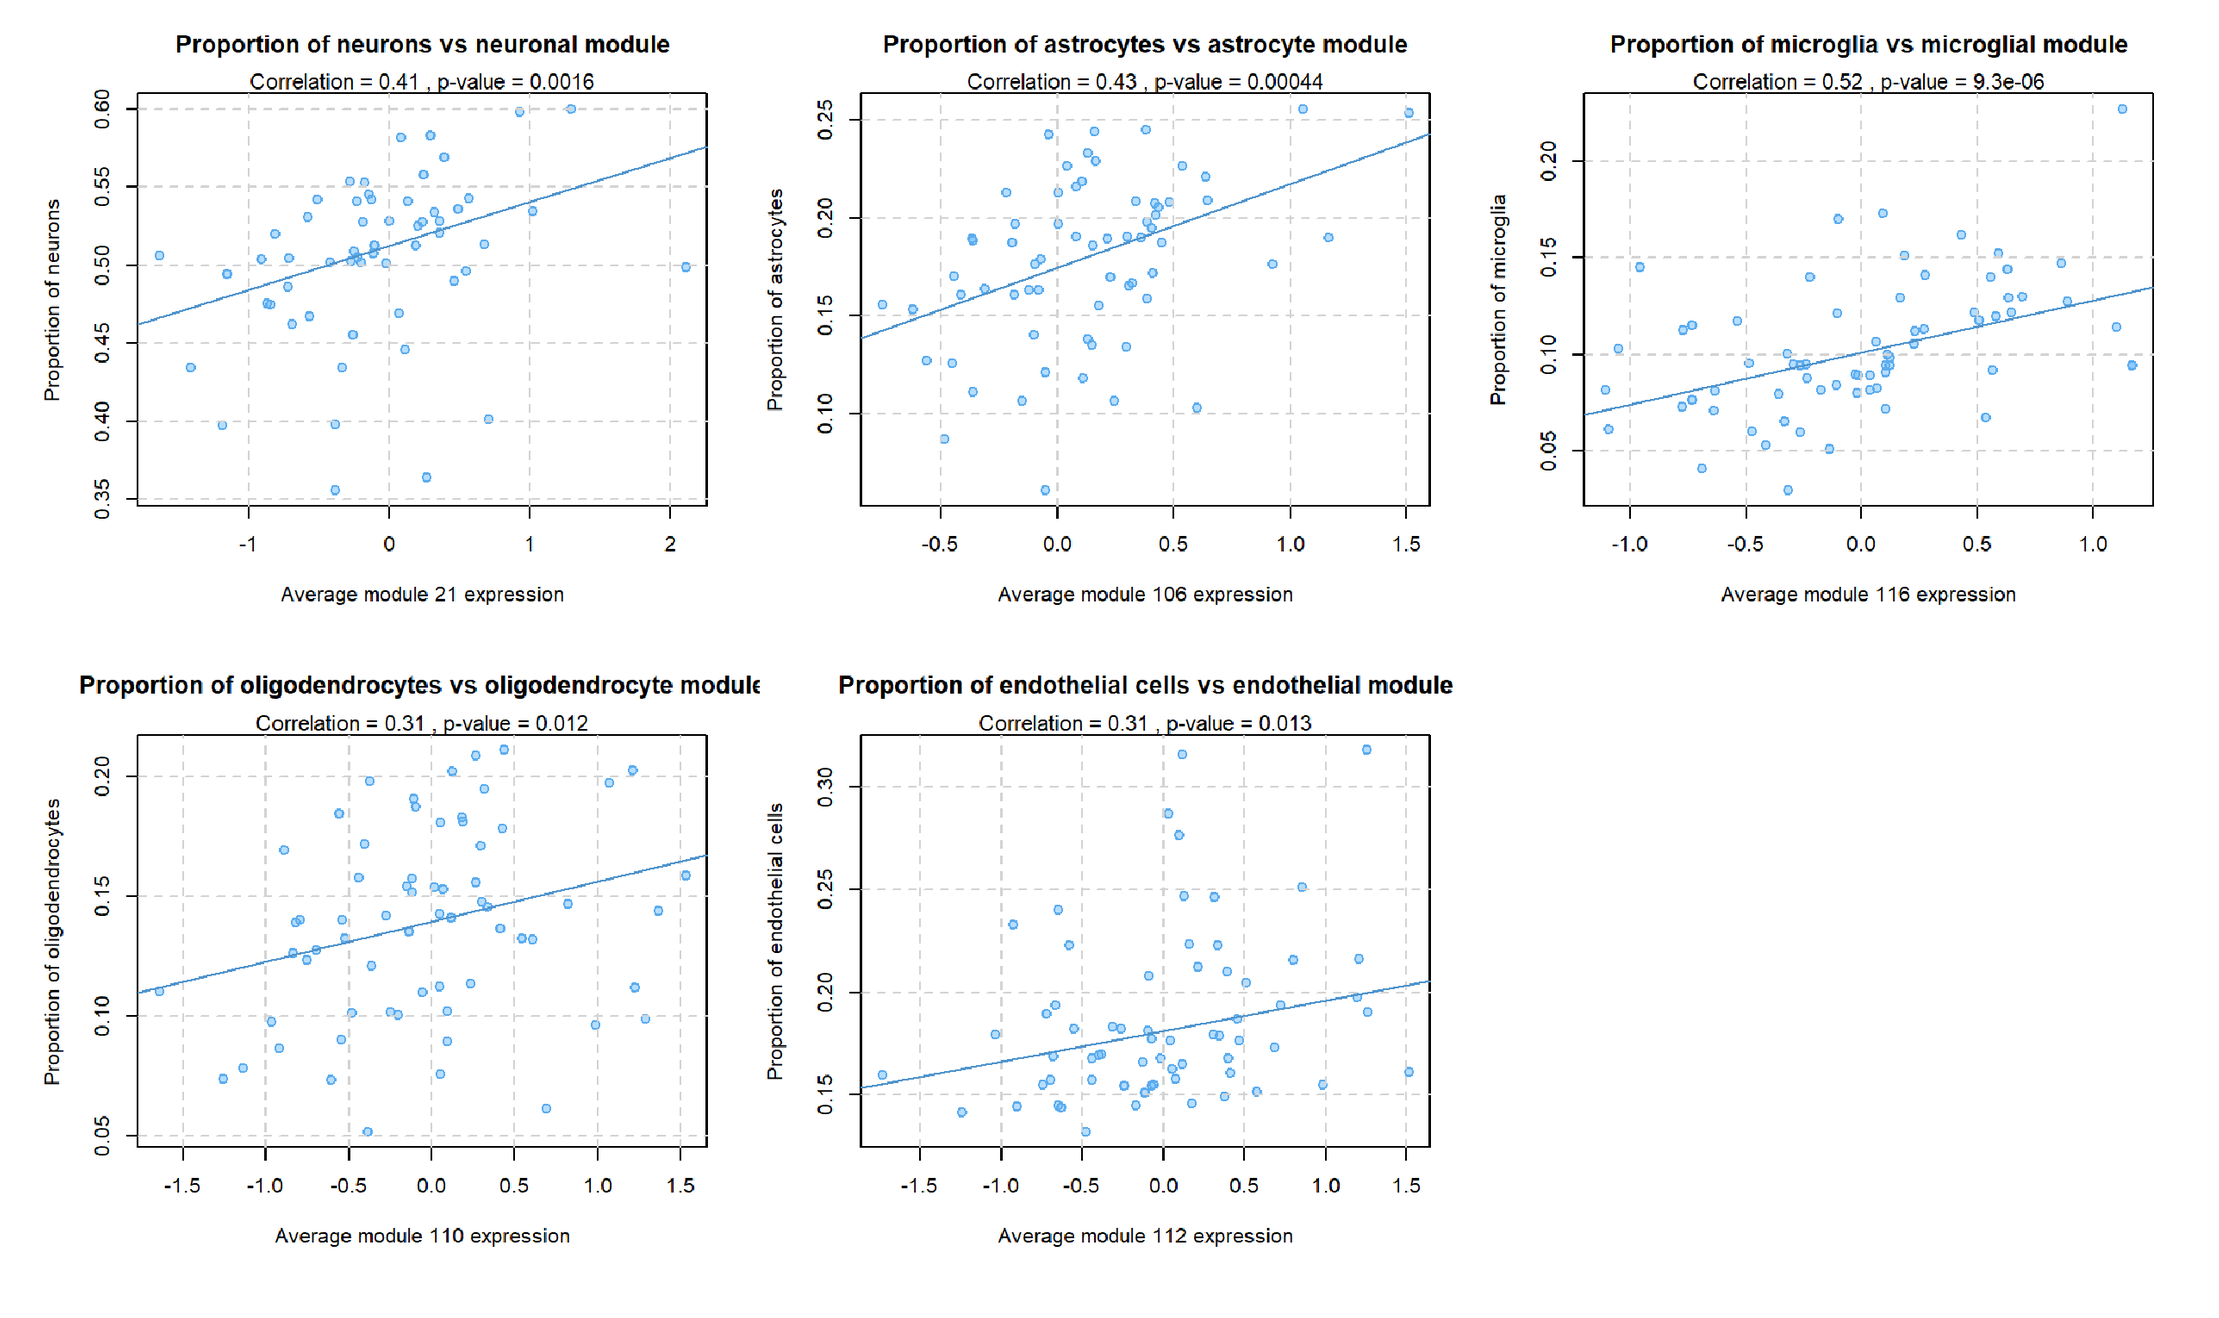 Proportion of neurons vs neuronal module
Correlation = 0.41 , p-value = 0.0016
Proportion of neurons
0.60
0.55
0.50
0.45
0.40
0.35
-1 0 1 2
Average module 21 expression
Proportion of astrocytes vs astrocyte module
Correlation = 0.43 , p-value = 0.00044
Proportion of astrocytes
0.25
0.20
0.15
0.10
-0.5 0.0 0.5 1.0 1.5
Average module 106 expression
Proportion of microglia vs microglial module
Correlation = 0.52 , p-value = 9.3e-06
Proportion of microglia
0.20
0.15
0.10
0.05
-1.0 -0.5 0.0 0.5 1.0
Average module 116 expression
Proportion of oligodendrocytes vs oligodendrocyte module
Correlation = 0.31 , p-value = 0.012
Proportion of oligodendrocytes
0.20
0.15
0.10
0.05
-1.5 -1.0 -0.5 0.0 0.5 1.0 1.5
Average module 110 expression
Proportion of endothelial cells vs endothelial module
Correlation = 0.31 , p-value = 0.013
Proportion of endothelial cells
0.30
0.25
0.20
0.15
-1.5 -1.0 -0.5 0.0 0.5 1.0 1.5
Average module 112 expression